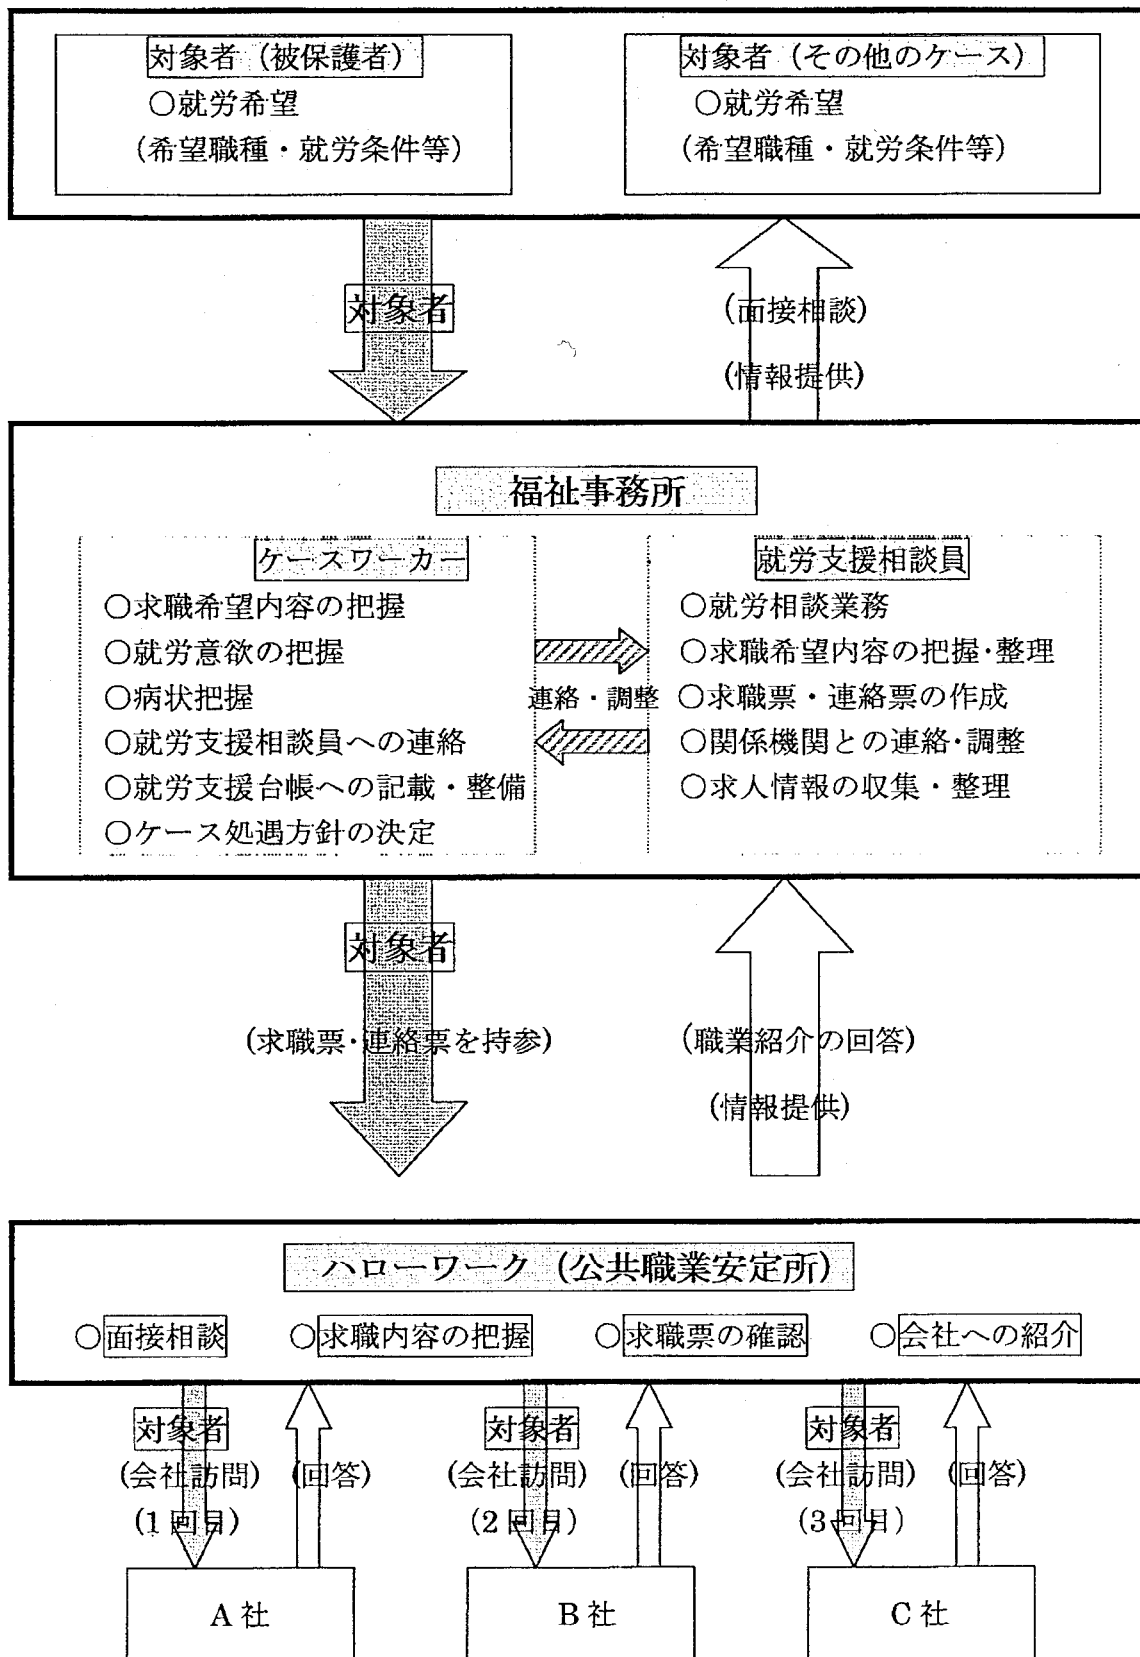 対象者（被保護者）
○就労希望
（希望職種・就労条件等）
対象者（その他のケース）
○就労希望
（希望職種・就労条件等）
対象者
（面接相談）
（情報提供）
福祉事務所
ケースワーカー
○求職希望内容の把握
○就労意欲の把握
○病状把握
○就労支援相談員への連絡
○就労支援台帳への記載・整備
○ケース処遇方針の決定
連絡・調整
就労支援相談員
○就労相談業務
○求職希望内容の把握・整理
○求職票・連絡票の作成
○関係機関との連絡・調整
○求人情報の収集・整理
対象者
（求職票・連絡票を持参）
（職業紹介の回答）
（情報提供）
ハローワーク（公共職業安定所）
○面接相談 ○求職内容の把握 ○求職票の確認 ○会社への紹介
対象者
（会社訪問）
（1回目）
（回答）
対象者
（会社訪問）
（2回目）
（回答）
対象者
（会社訪問）
（3回目）
（回答）
A社
B社
C社